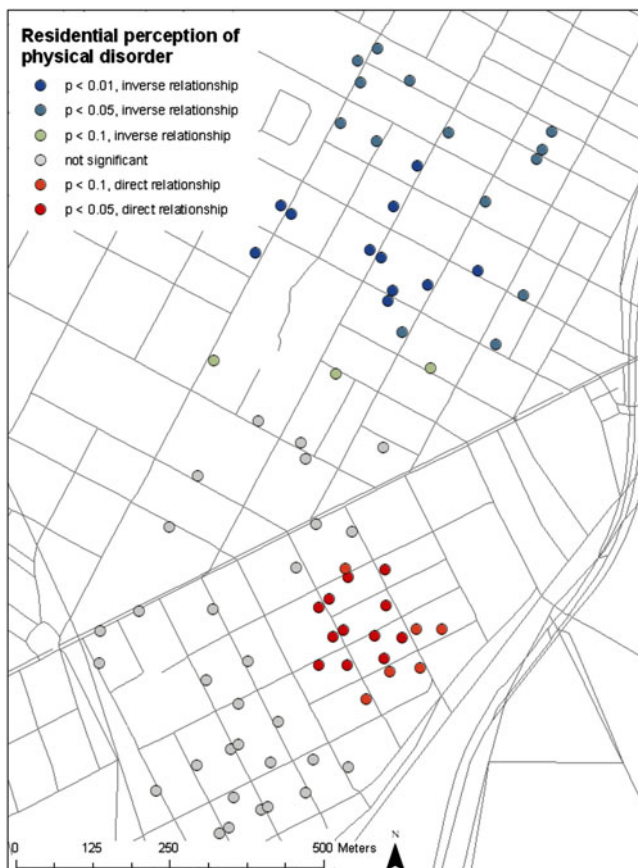 Residential perception of
physical disorder
p < 0.01, inverse relationship
p < 0.05, inverse relationship
p < 0.1, inverse relationship
not significant
p < 0.1, direct relationship
p < 0.05, direct relationship
N
0 125 250 500 Meters